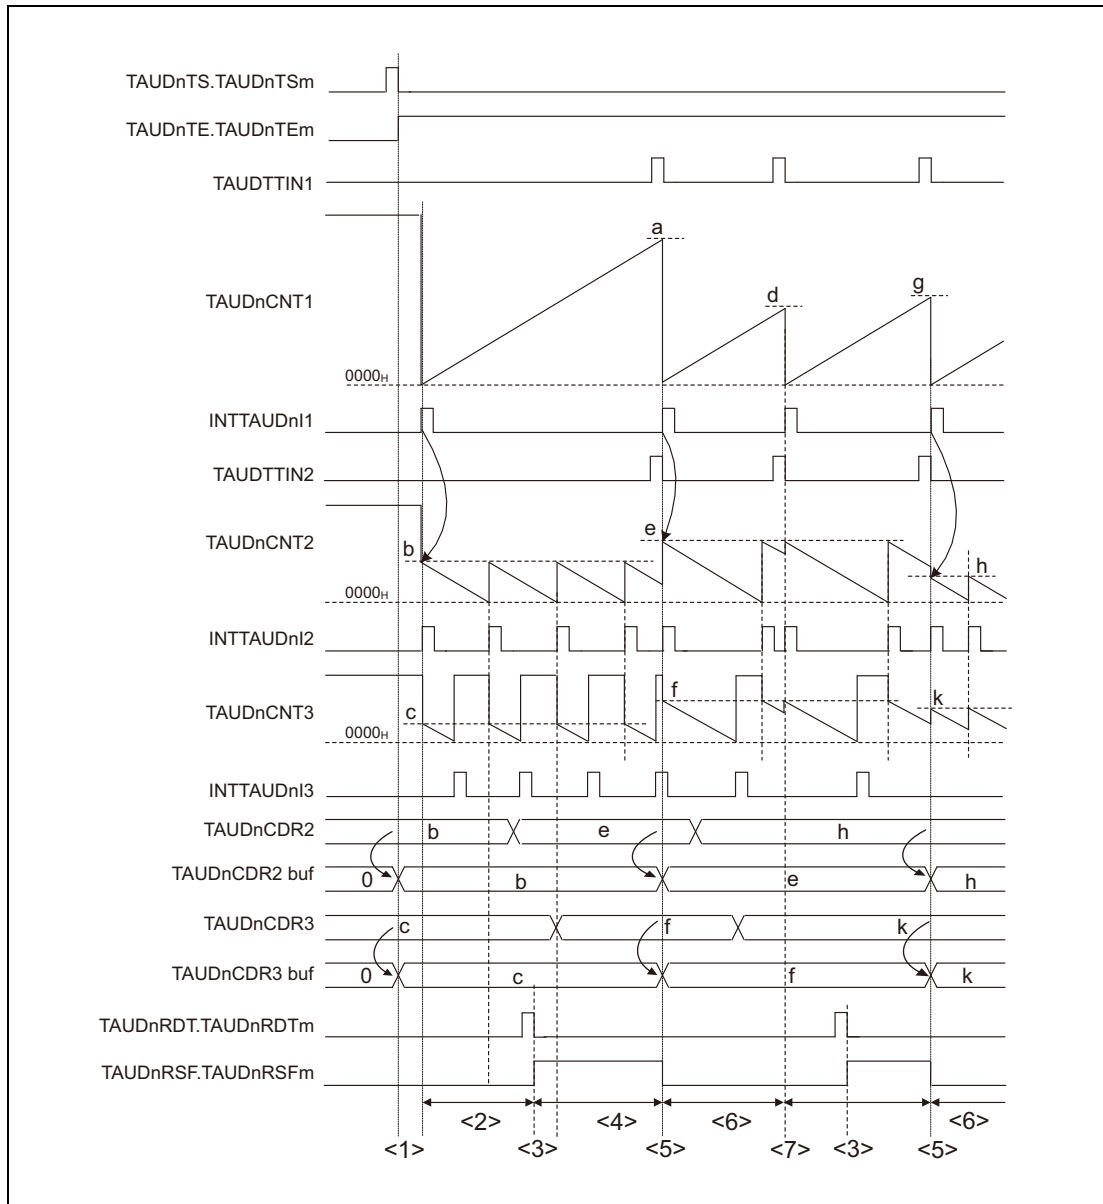 TAUDnTS.TAUDnTSm
TAUDnTE.TAUDnTEm
TAUDTTIN1
a
d
g
TAUDnCNT1
0000H
INTTAUDnI1
TAUDTTIN2
e
TAUDnCNT2
b
h
0000H
INTTAUDnI2
f
k
TAUDnCNT3
c
0000H
INTTAUDnI3
TAUDnCDR2
b e h
TAUDnCDR2 buf
0 b e h
TAUDnCDR3
c f k
TAUDnCDR3 buf
0 c f k
TAUDnRDT.TAUDnRDTm
TAUDnRSF.TAUDnRSFm
<2> <4> <6> <6>
<1> <3> <5> <7> <3> <5>